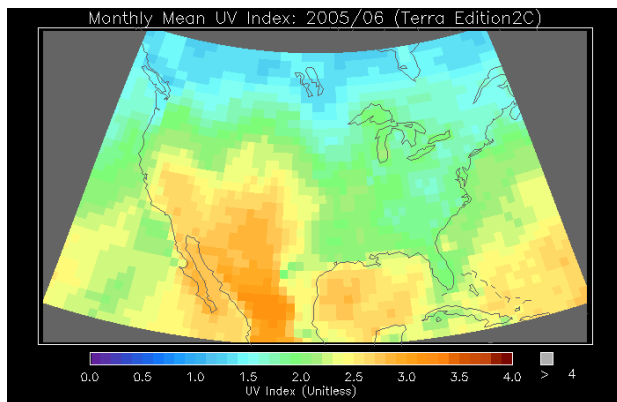 Monthly Mean UV Index: 2005/06 (Terra Edition2C)
0.0 0.5 1.0 1.5 2.0 2.5 3.0 3.5 4.0 > 4
UV Index (Unitless)